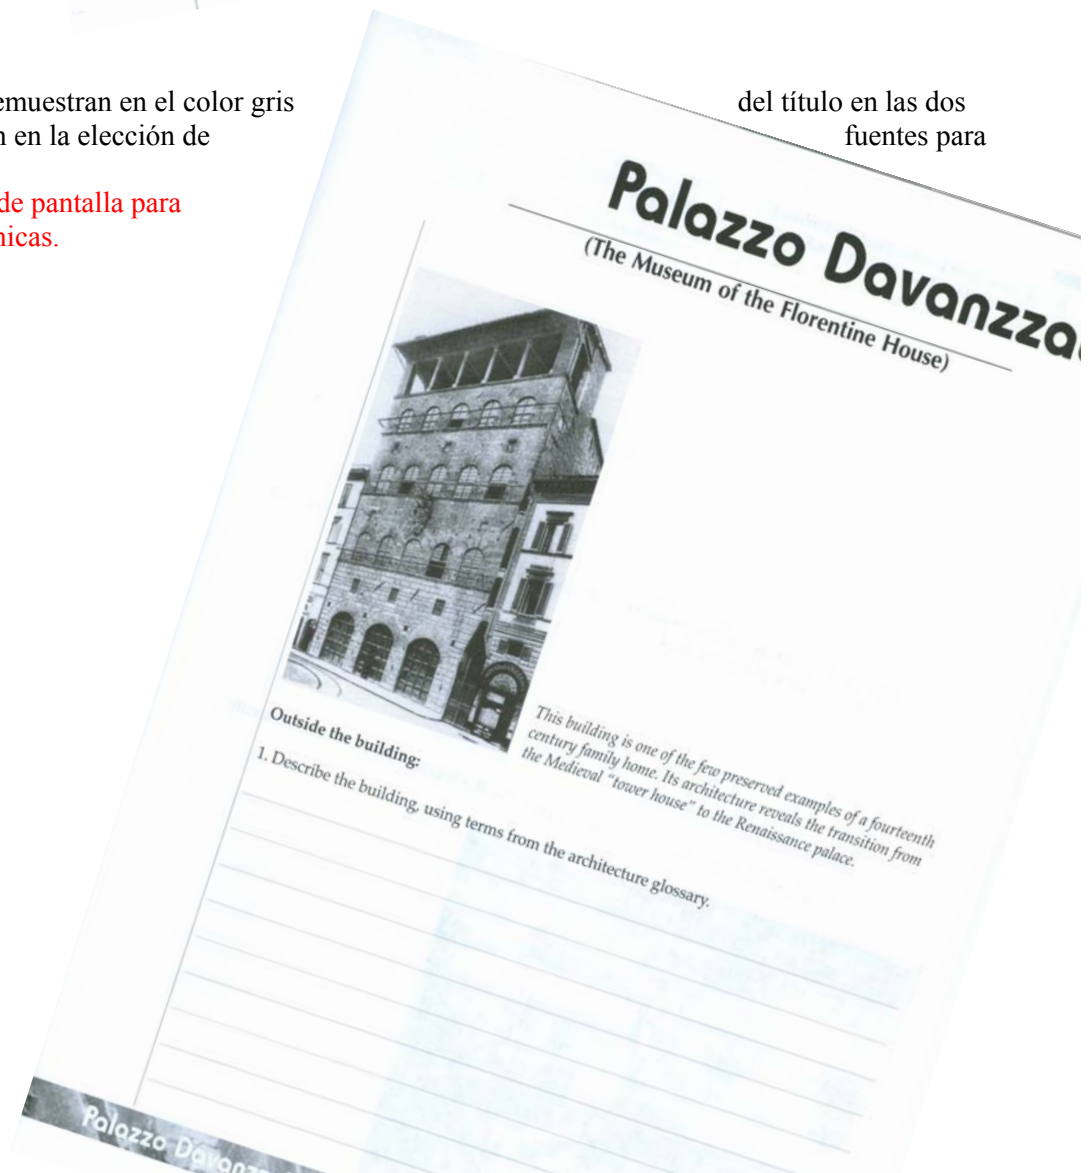 emuestran en el color gris del título en las dos
n en la elección de fuentes para
de pantalla para
nicas.
Palazzo Davanzza
(The Museum of the Florentine House)
This building is one of the few preserved examples of a fourteenth
century family home. Its architecture reveals the transition from
the Medieval "tower house" to the Renaissance palace.
Outside the building:
1. Describe the building, using terms from the architecture glossary.
Palazzo Davanz